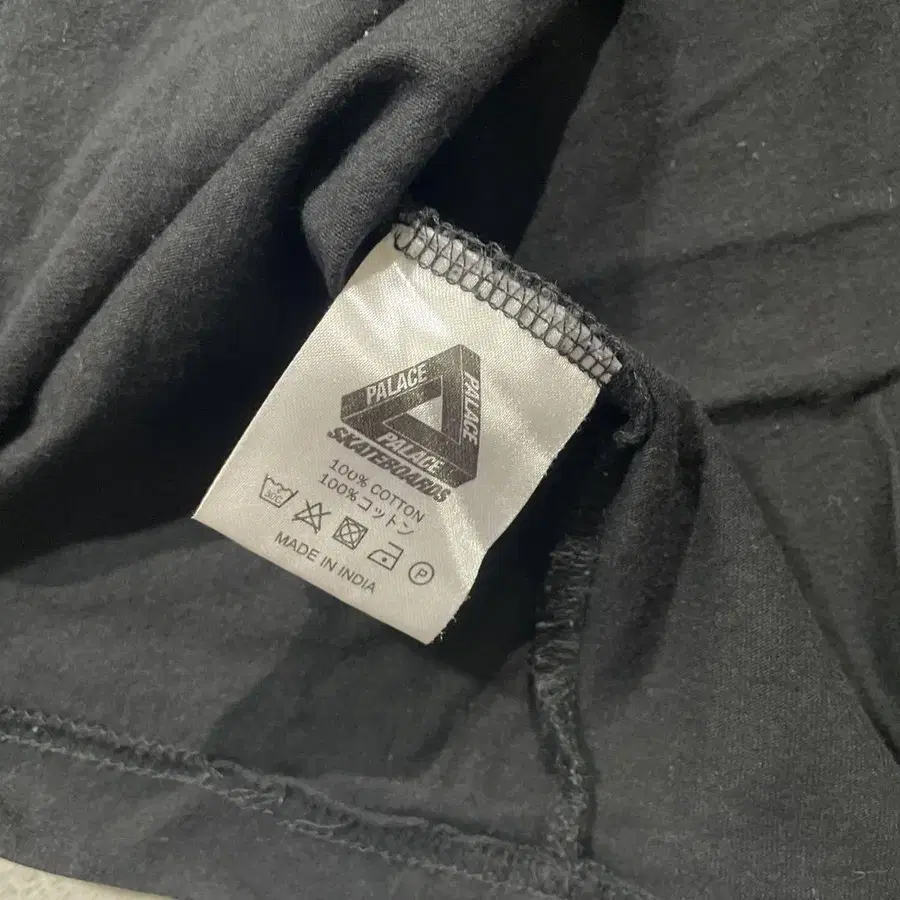 PALACE
PALACE
PALACE
SKATEBOARDS
100% COTTON
100%コットン
30°C
P
MADE IN INDIA